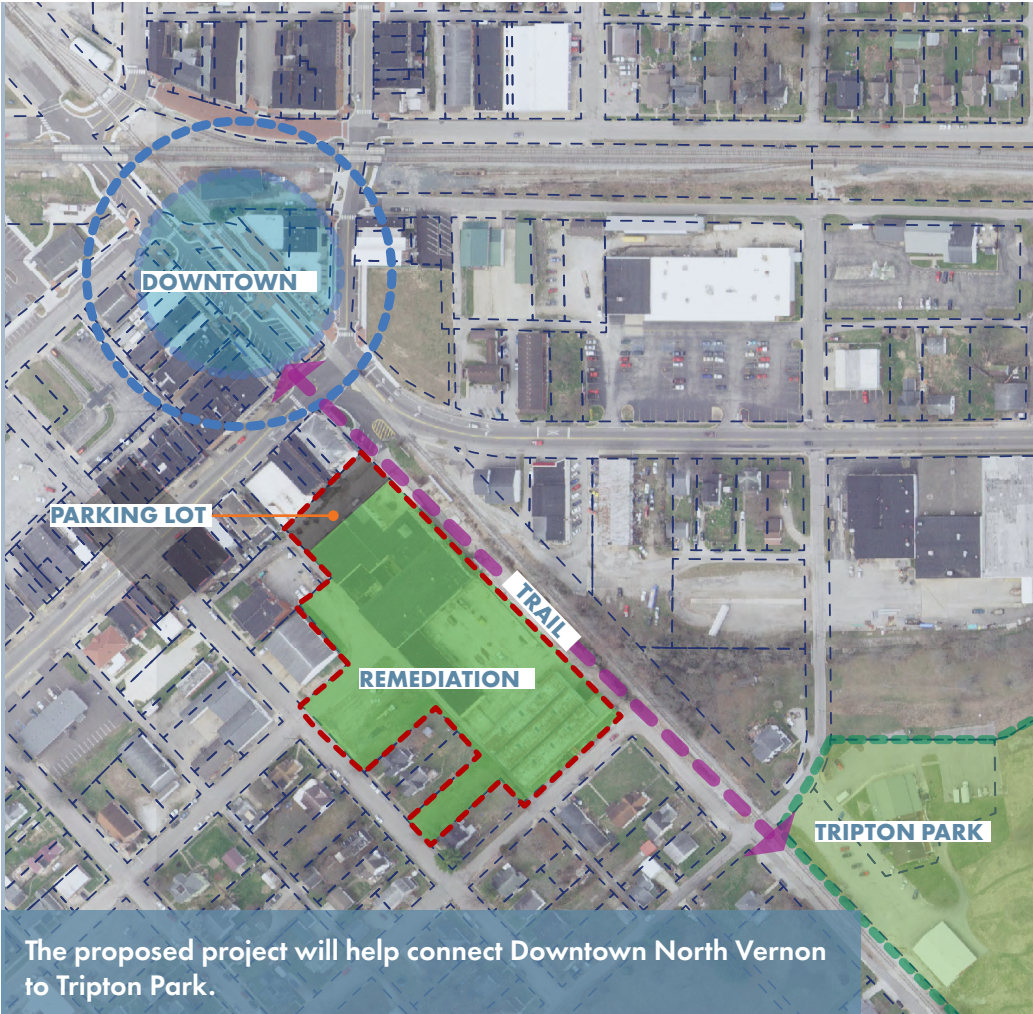 DOWNTOWN
PARKING LOT
TRAIL
REMEDIATION
TRIPTON PARK
The proposed project will help connect Downtown North Vernon
to Tripton Park.